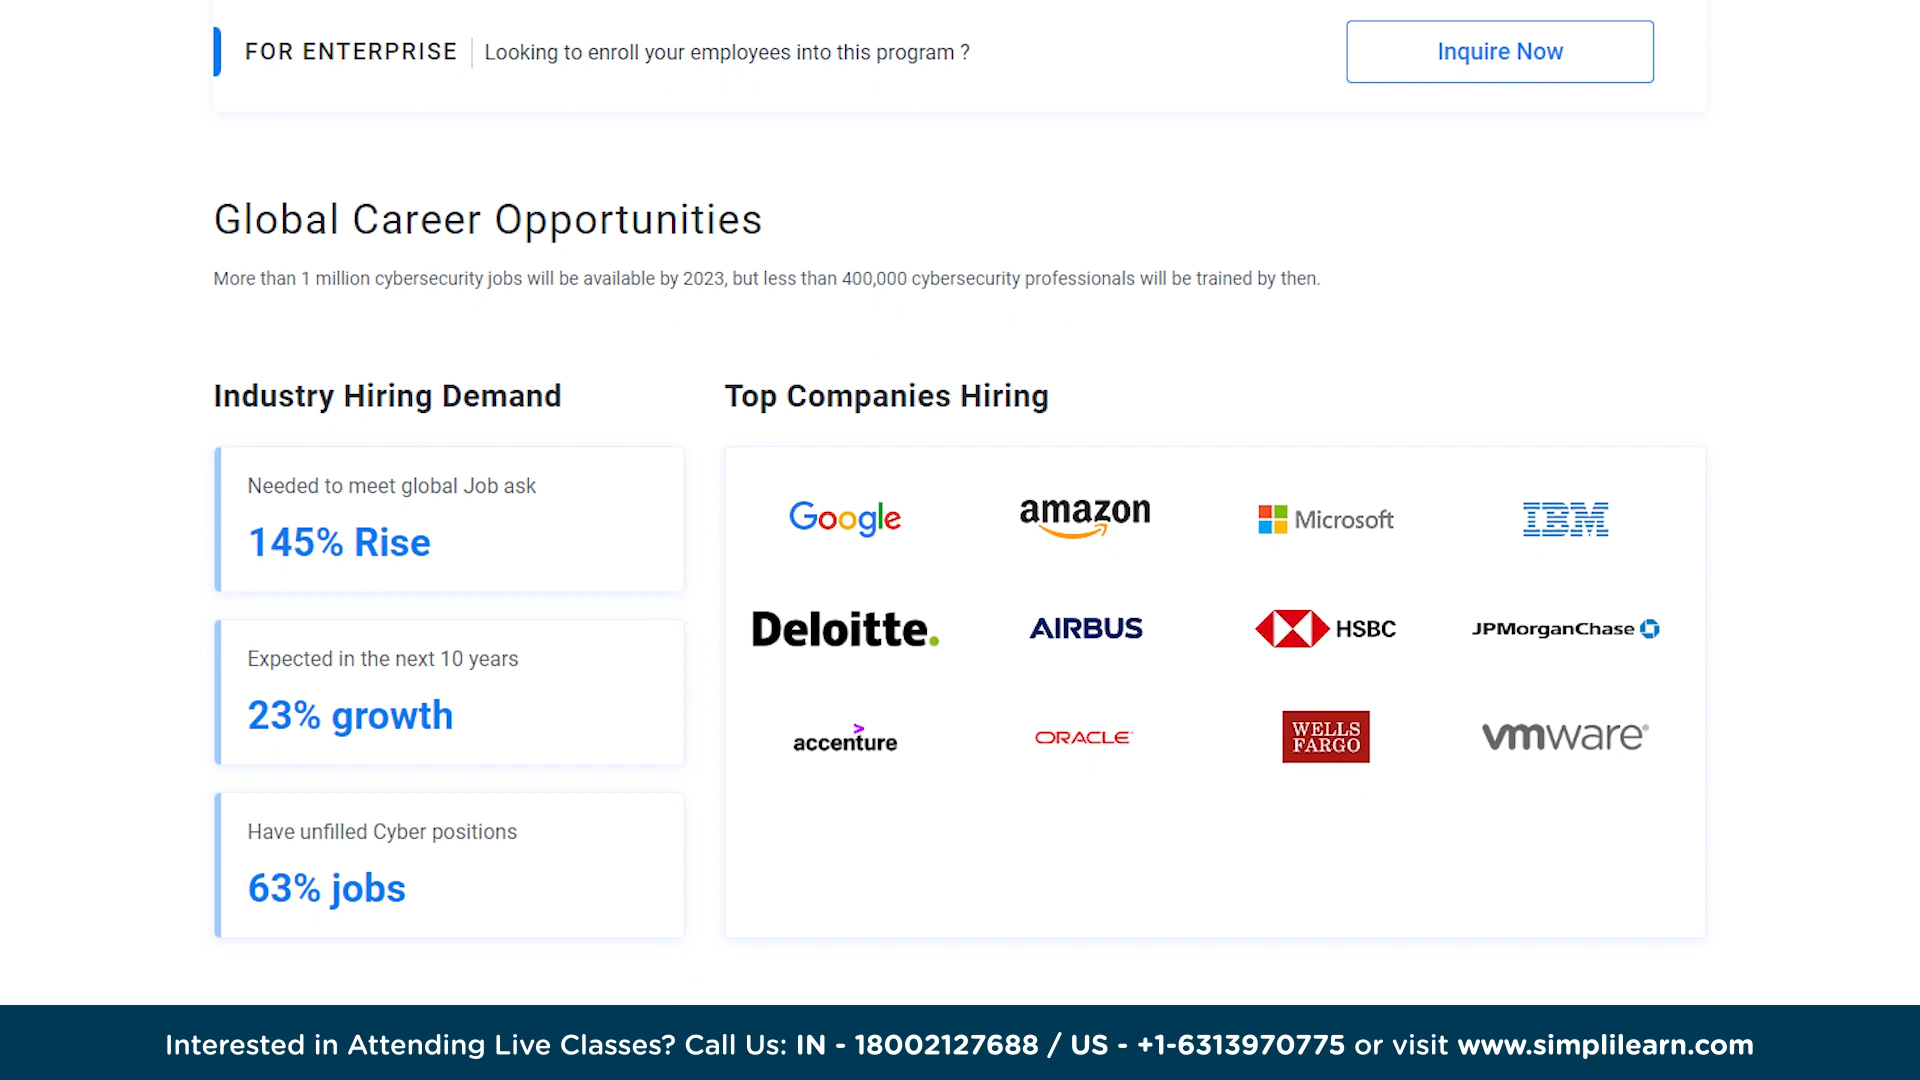 FOR ENTERPRISE Looking to enroll your employees into this program ?
Inquire Now
Global Career Opportunities
More than 1 million cybersecurity jobs will be available by 2023, but less than 400,000 cybersecurity professionals will be trained by then.
Industry Hiring Demand
Needed to meet global Job ask
145% Rise
Expected in the next 10 years
23% growth
Have unfilled Cyber positions
63% jobs
Top Companies Hiring
Google amazon Microsoft IBM
Deloitte. AIRBUS HSBC JPMorganChase
accenture ORACLE WELLS FARGO vmware®
Interested in Attending Live Classes? Call Us: IN - 18002127688 / US - +1-6313970775 or visit www.simplilearn.com